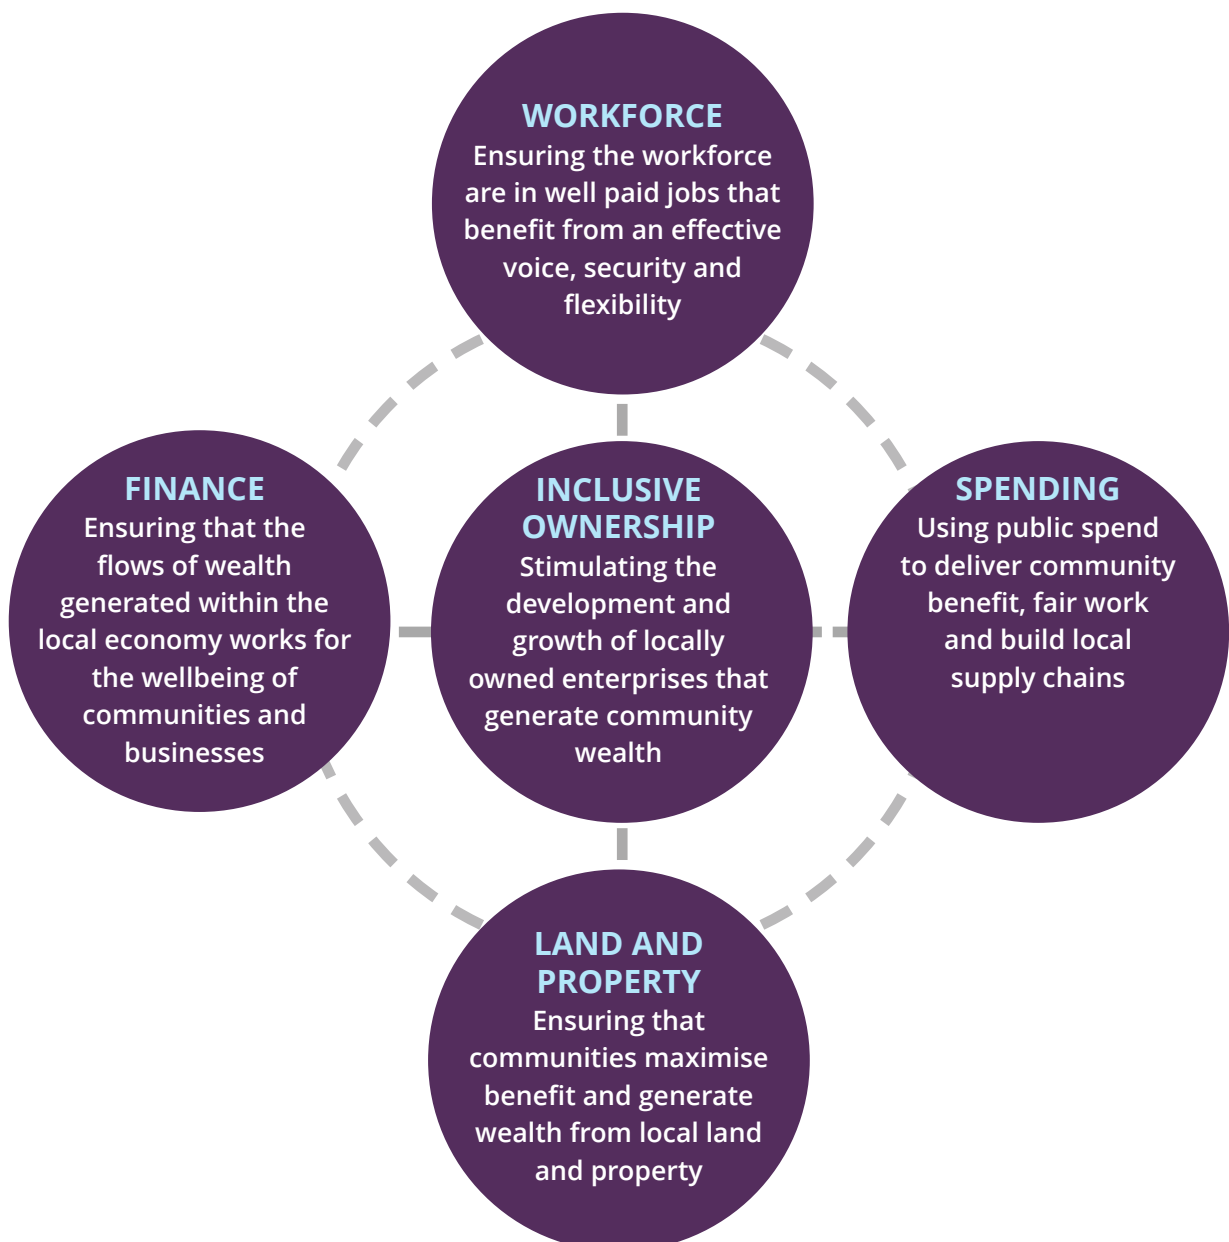 WORKFORCE
Ensuring the workforce
are in well paid jobs that
benefit from an effective
voice, security and
flexibility
FINANCE
Ensuring that the
flows of wealth
generated within the
local economy works for
the wellbeing of
communities and
businesses
INCLUSIVE
OWNERSHIP
Stimulating the
development and
growth of locally
owned enterprises that
generate community
wealth
SPENDING
Using public spend
to deliver community
benefit, fair work
and build local
supply chains
LAND AND
PROPERTY
Ensuring that
communities maximise
benefit and generate
wealth from local land
and property